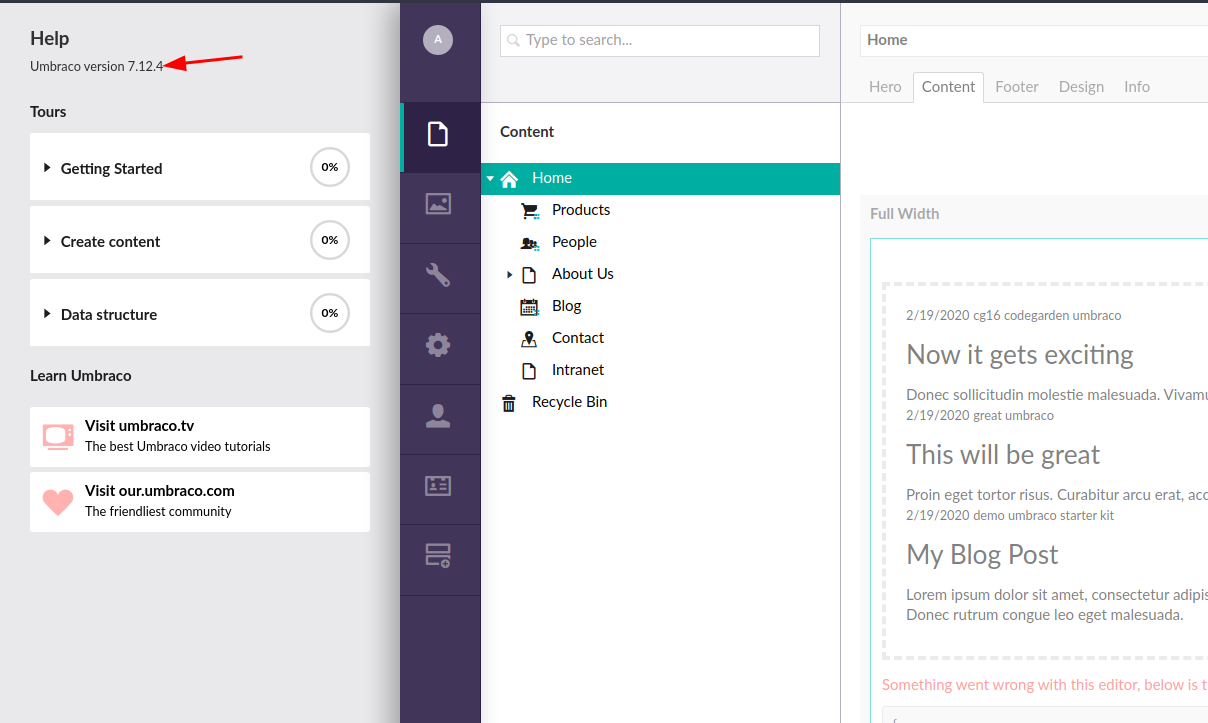 Help
Umbraco version 7.12.4
Tours
Getting Started
0%
Create content
0%
Data structure
0%
Learn Umbraco
Visit umbraco.tv
The best Umbraco video tutorials
Visit our.umbraco.com
The friendliest community
A
Type to search...
Content
Home
Products
People
About Us
Blog
Contact
Intranet
Recycle Bin
Home
Hero Content Footer Design Info
Full Width
2/19/2020 cg16 codegarden umbraco
Now it gets exciting
Donec sollicitudin molestie malesuada. Vivamu
2/19/2020 great umbraco
This will be great
Proin eget tortor risus. Curabitur arcu erat, acc
2/19/2020 demo umbraco starter kit
My Blog Post
Lorem ipsum dolor sit amet, consectetur adipis
Donec rutrum congue leo eget malesuada.
Something went wrong with this editor, below is t